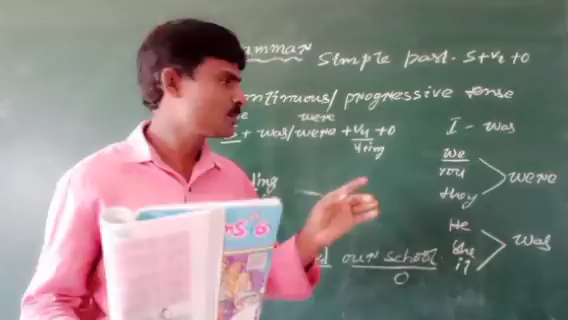 simple past. S+V2+O
continuous/progressive tense
were
+ was/were + V4 + O
V+ing
I - was
we
you
they
were
He
she
it
was
our school
O